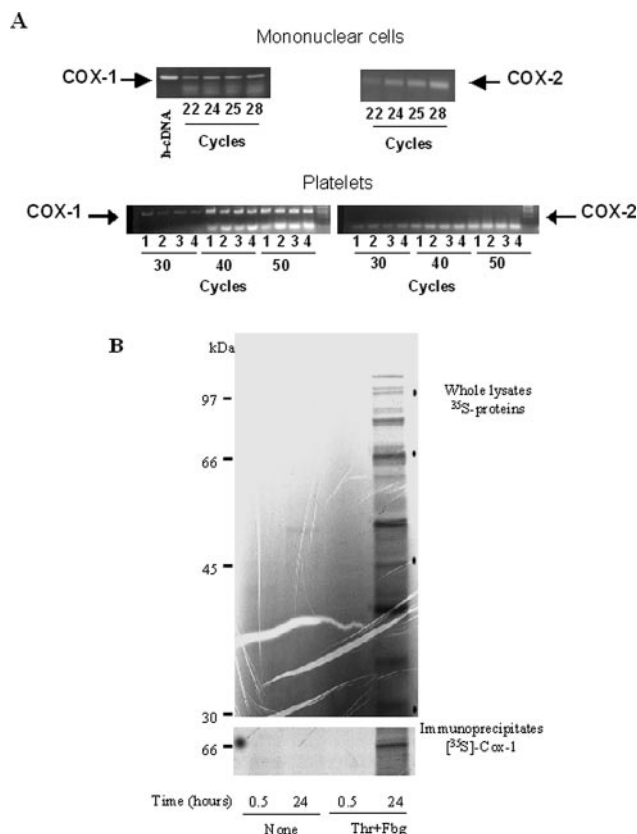 A
Mononuclear cells
COX-1
COX-2
h-cDNA
22 24 25 28
22 24 25 28
Cycles
Cycles
Platelets
COX-1
COX-2
1 2 3 4 1 2 3 4 1 2 3 4
1 2 3 4 1 2 3 4 1 2 3 4
30 40 50
30 40 50
Cycles
Cycles
B
kDa
Whole lysates
³⁵S-proteins
97
66
45
30
Immunoprecipitates
[³⁵S]-Cox-1
66
Time (hours) 0.5 24 0.5 24
None Thr+Fbg